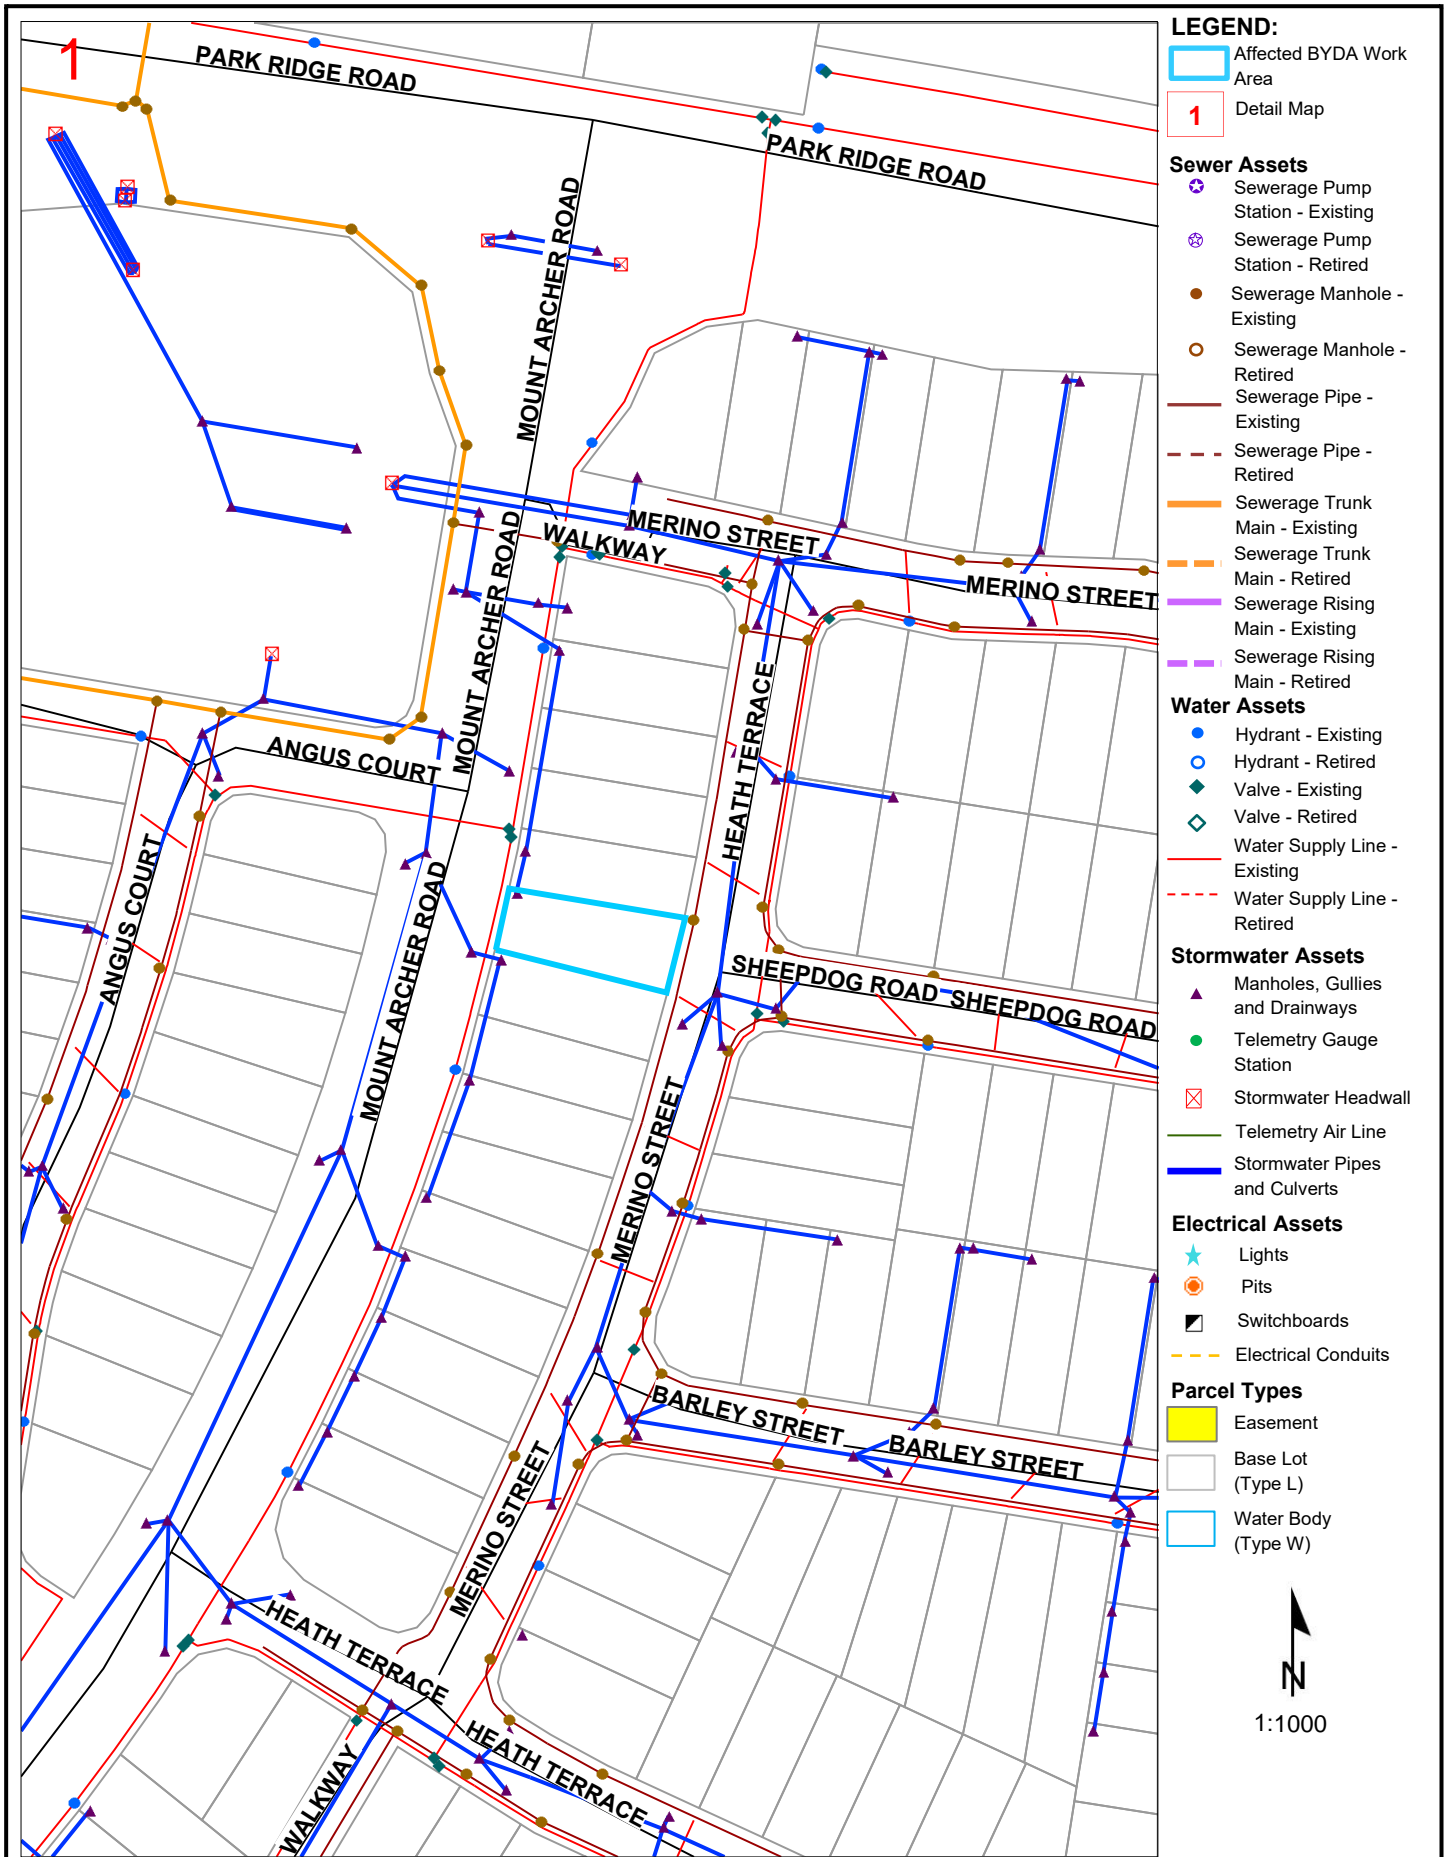 1
PARK RIDGE ROAD
PARK RIDGE ROAD
MOUNT ARCHER ROAD
MERINO STREET
WALKWAY
MERINO STREET
MOUNT ARCHER ROAD
HEATH TERRACE
ANGUS COURT
ANGUS COURT
MOUNT ARCHER ROAD
SHEEPDOG ROAD
SHEEPDOG ROAD
MERINO STREET
BARLEY STREET
BARLEY STREET
MERINO STREET
HEATH TERRACE
HEATH TERRACE
WALKWAY
LEGEND:
Affected BYDA Work
Area
1
Detail Map
Sewer Assets
Sewerage Pump
Station - Existing
Sewerage Pump
Station - Retired
Sewerage Manhole -
Existing
Sewerage Manhole -
Retired
Sewerage Pipe -
Existing
Sewerage Pipe -
Retired
Sewerage Trunk
Main - Existing
Sewerage Trunk
Main - Retired
Sewerage Rising
Main - Existing
Sewerage Rising
Main - Retired
Water Assets
Hydrant - Existing
Hydrant - Retired
Valve - Existing
Valve - Retired
Water Supply Line -
Existing
Water Supply Line -
Retired
Stormwater Assets
Manholes, Gullies
and Drainways
Telemetry Gauge
Station
Stormwater Headwall
Telemetry Air Line
Stormwater Pipes
and Culverts
Electrical Assets
Lights
Pits
Switchboards
Electrical Conduits
Parcel Types
Easement
Base Lot
(Type L)
Water Body
(Type W)
N
1:1000